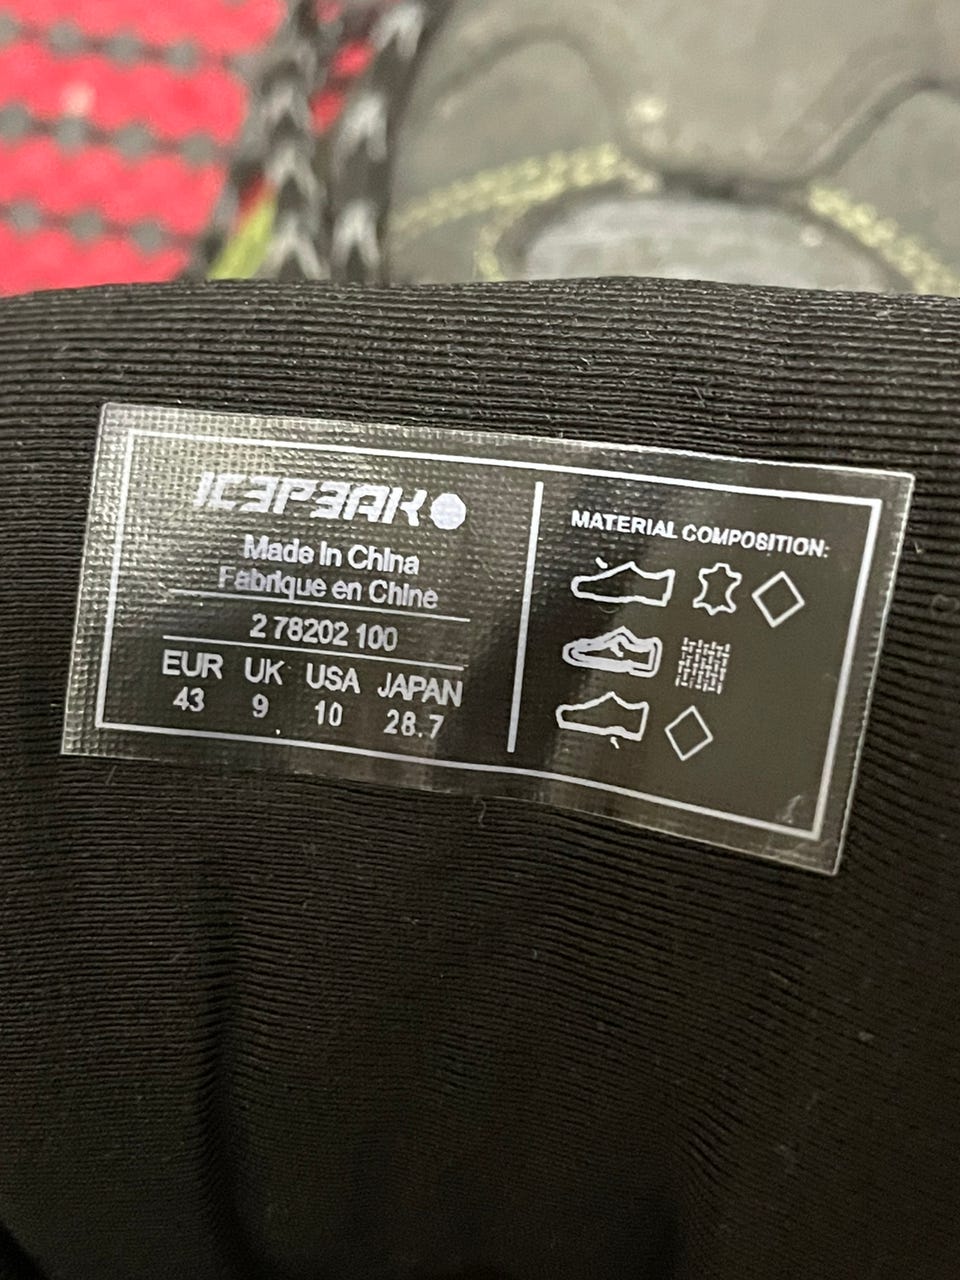 ICEPEAK
Made In China
Fabrique en Chine
2 78202 100
EUR UK USA JAPAN
43 9 10 28.7
MATERIAL COMPOSITION: